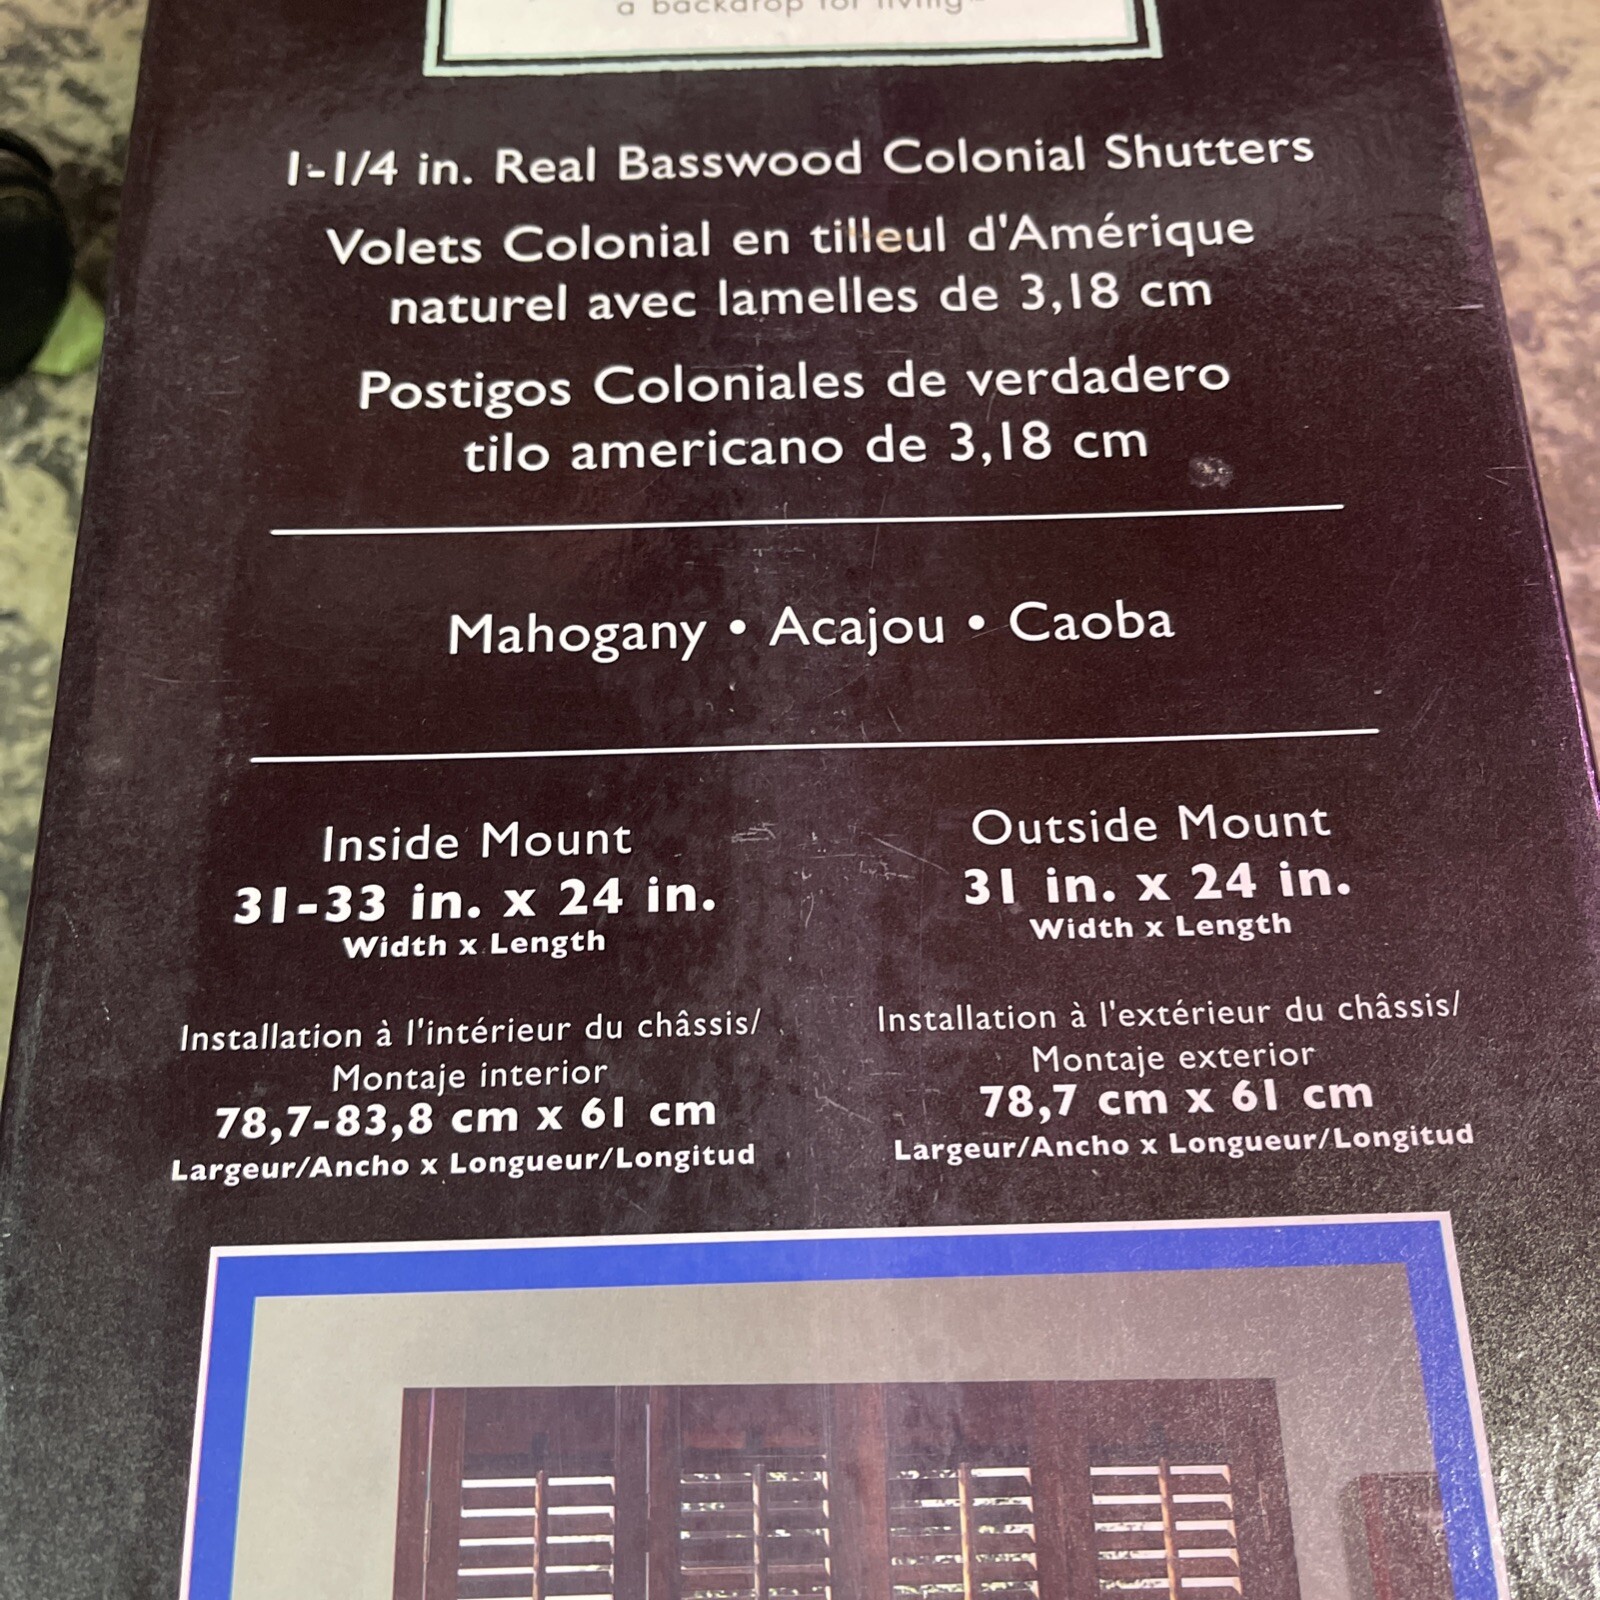 a backdrop for living™
1-1/4 in. Real Basswood Colonial Shutters
Volets Colonial en tilleul d'Amérique
naturel avec lamelles de 3,18 cm
Postigos Coloniales de verdadero
tilo americano de 3,18 cm
Mahogany • Acajou • Caoba
Inside Mount
31-33 in. x 24 in.
Width x Length
Installation à l'intérieur du châssis/
Montaje interior
78,7-83,8 cm x 61 cm
Largeur/Ancho x Longueur/Longitud
Outside Mount
31 in. x 24 in.
Width x Length
Installation à l'extérieur du châssis/
Montaje exterior
78,7 cm x 61 cm
Largeur/Ancho x Longueur/Longitud